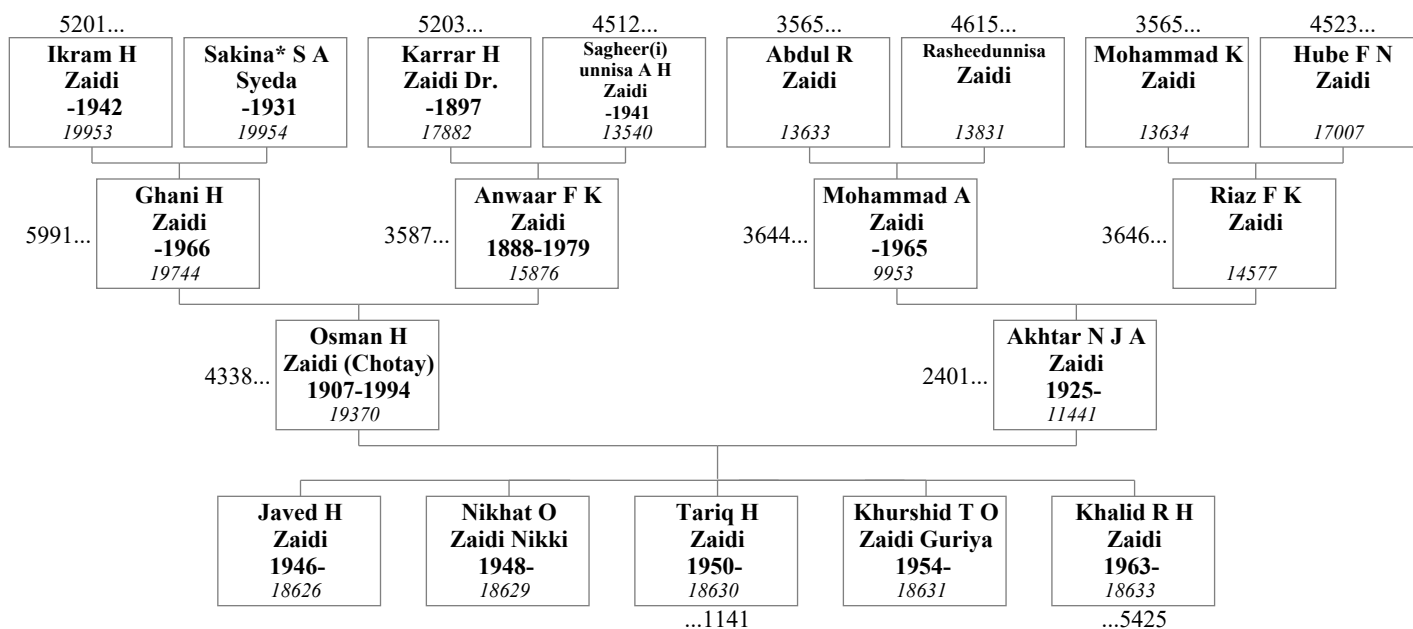 5201...
5203...
4512...
3565...
4615...
3565...
4523...
Ikram H
Zaidi
-1942
19953
Sakina* S A
Syeda
-1931
19954
Karrar H
Zaidi Dr.
-1897
17882
Sagheer(i)
unnisa A H
Zaidi
-1941
13540
Abdul R
Zaidi
13633
Rasheedunnisa
Zaidi
13831
Mohammad K
Zaidi
13634
Hube F N
Zaidi
17007
5991...
Ghani H
Zaidi
-1966
19744
3587...
Anwaar F K
Zaidi
1888-1979
15876
3644...
Mohammad A
Zaidi
-1965
9953
3646...
Riaz F K
Zaidi
14577
4338...
Osman H
Zaidi (Chotay)
1907-1994
19370
2401...
Akhtar N J A
Zaidi
1925-
11441
Javed H
Zaidi
1946-
18626
Nikhat O
Zaidi Nikki
1948-
18629
Tariq H
Zaidi
1950-
18630
...1141
Khurshid T O
Zaidi Guriya
1954-
18631
Khalid R H
Zaidi
1963-
18633
...5425